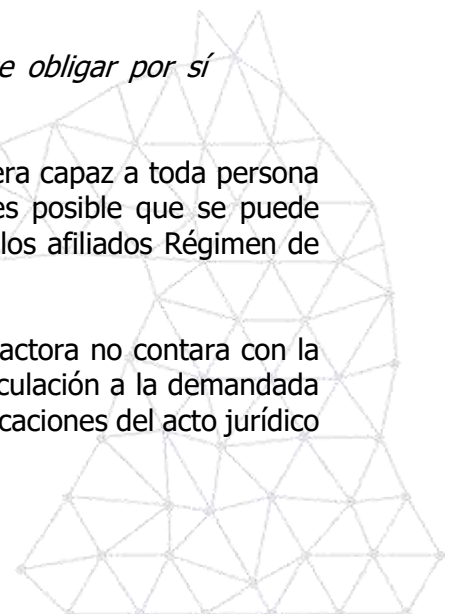 e obligar por sí
era capaz a toda persona
es posible que se puede
los afiliados Régimen de
actora no contara con la
culación a la demandada
caciones del acto jurídico